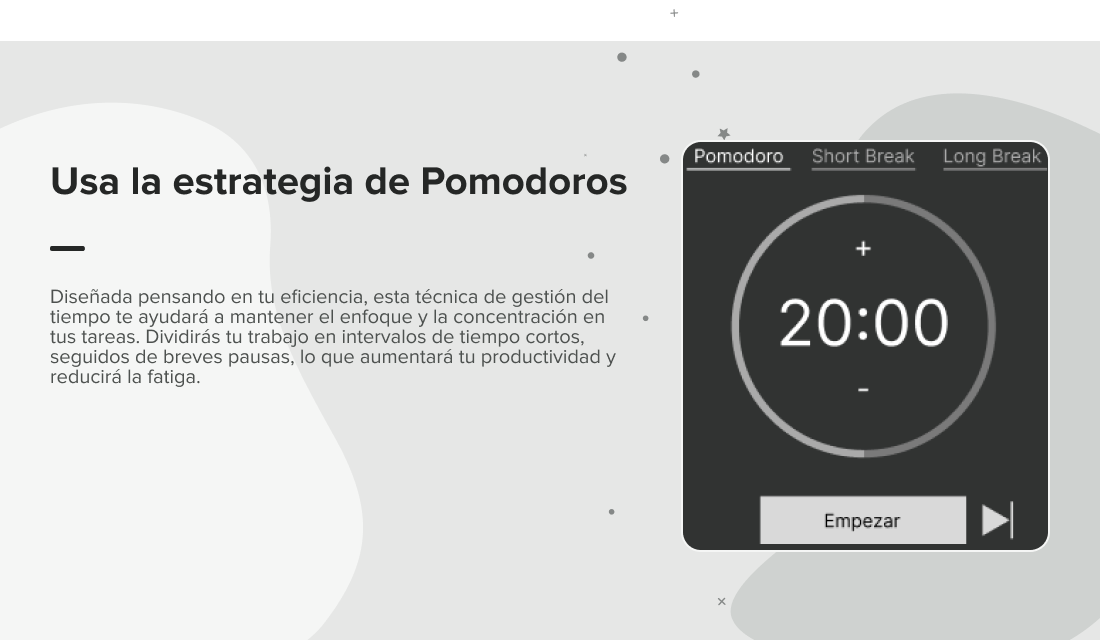 Usa la estrategia de Pomodoros
Diseñada pensando en tu eficiencia, esta técnica de gestión del
tiempo te ayudará a mantener el enfoque y la concentración en
tus tareas. Dividirás tu trabajo en intervalos de tiempo cortos,
seguidos de breves pausas, lo que aumentará tu productividad y
reducirá la fatiga.
Pomodoro Short Break Long Break
+
20:00
-
Empezar